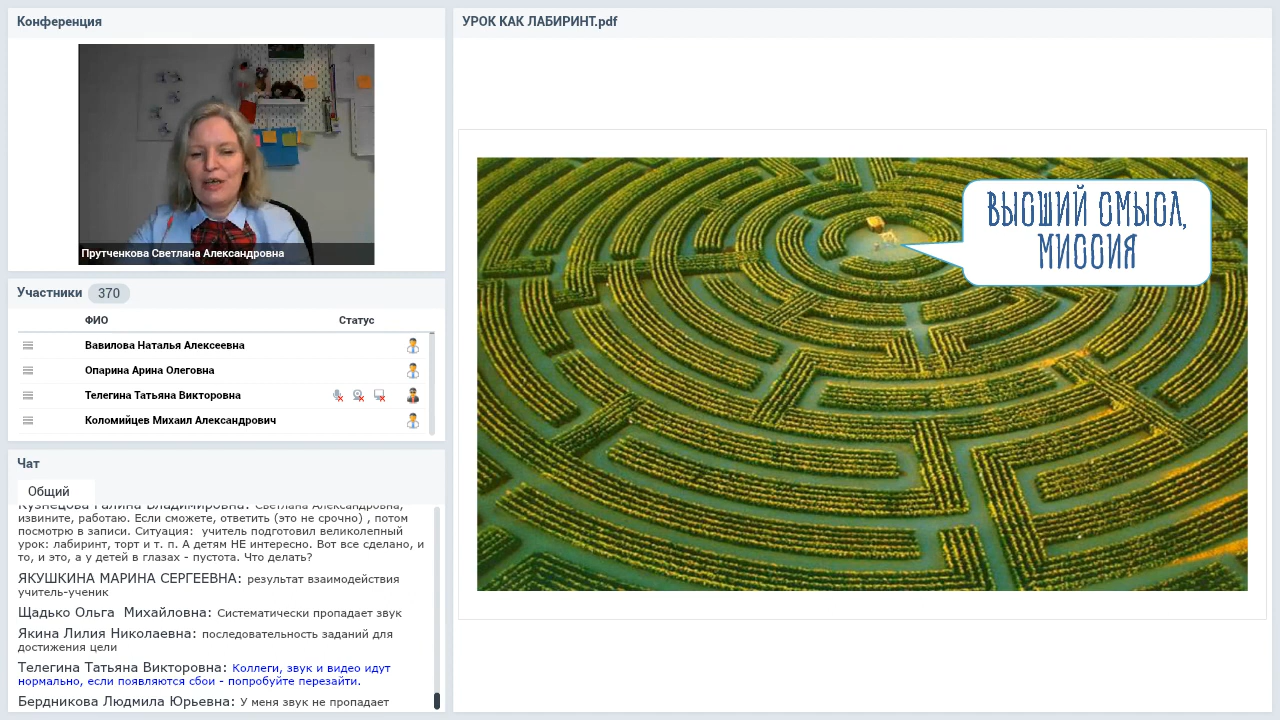 Конференция
Прутченкова Светлана Александровна
Участники 370
ФИО Статус
Вавилова Наталья Алексеевна
Опарина Арина Олеговна
Телегина Татьяна Викторовна
Коломийцев Михаил Александрович
Чат
Общий
Кузнецова Галина Владимировна: Светлана Александровна,
извините, работаю. Если сможете, ответить (это не срочно) , потом
посмотрю в записи. Ситуация:  учитель подготовил великолепный
урок: лабиринт, торт и т. п. А детям НЕ интересно. Вот все сделано, и
то, и это, а у детей в глазах - пустота. Что делать?
ЯКУШКИНА МАРИНА СЕРГЕЕВНА: результат взаимодействия
учитель-ученик
Щадько Ольга  Михайловна: Систематически пропадает звук
Якина Лилия Николаевна: последовательность заданий для
достижения цели
Телегина Татьяна Викторовна: Коллеги, звук и видео идут
нормально, если появляются сбои - попробуйте перезайти.
Бердникова Людмила Юрьевна: У меня звук не пропадает
УРОК КАК ЛАБИРИНТ.pdf
ВЫСШИЙ СМЫСЛ,
МИССИЯ